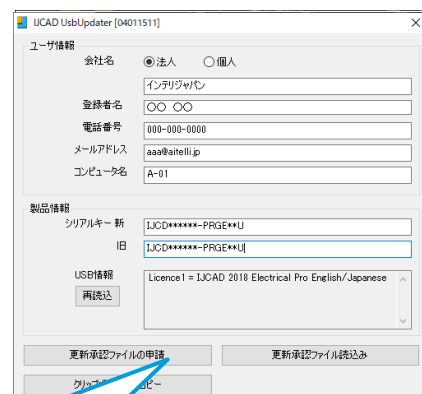 IJCAD UsbUpdater [04011511]
ユーザ情報
会社名 法人 個人
インテリジャパン
登録者名 〇〇 〇〇
電話番号 000-000-0000
メールアドレス aaa@aitelli.jp
コンピュータ名 A-01
製品情報
シリアルキー 新 IJCD******-PRGE**U
旧 IJCD******-PRGE**U
USB情報 Licence1 = IJCAD 2018 Electrical Pro English/Japanese
再読込
更新承認ファイルの申請 更新承認ファイル読込み